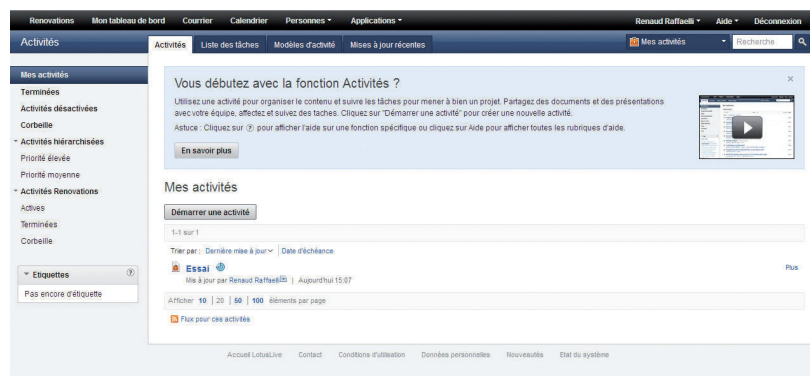 Renovations Mon tableau de bord Courrier Calendrier Personnes Applications Renaud Raffaelli Aide Déconnexion
Activités Activités Liste des tâches Modèles d'activité Mises à jour récentes Mes activités Recherche
Mes activités
Terminées
Activités désactivées
Corbeille
Activités hiérarchisées
Priorité élevée
Priorité moyenne
Activités Renovations
Actives
Terminées
Corbeille
Etiquettes ?
Pas encore d'étiquette
Vous débutez avec la fonction Activités ?
Utilisez une activité pour organiser le contenu et suivre les tâches pour mener à bien un projet. Partagez des documents et des présentations
avec votre équipe, affectez et suivez des taches. Cliquez sur "Démarrer une activité" pour créer une nouvelle activité.
Astuce : Cliquez sur ? pour afficher l'aide sur une fonction spécifique ou cliquez sur Aide pour afficher toutes les rubriques d'aide.
En savoir plus
Mes activités
Démarrer une activité
1-1 sur 1
Trier par : Dernière mise à jour | Date d'échéance
Essai Plus
Mis à jour par Renaud Raffaelli | Aujourd'hui 15:07
Afficher 10 | 20 | 50 | 100 éléments par page
Flux pour ces activités
Accueil LotusLive Contact Conditions d'utilisation Données personnelles Nouveautés Etat du système